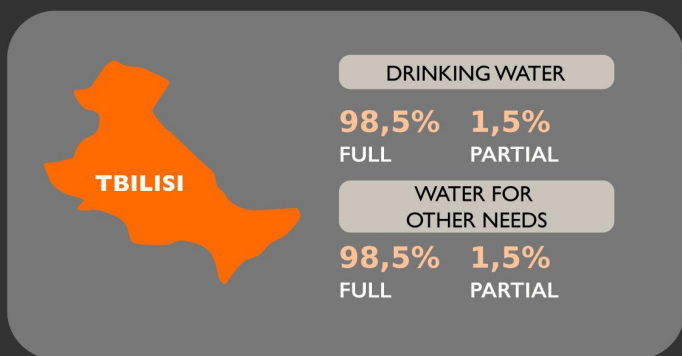 TBILISI
DRINKING WATER
98,5% 1,5%
FULL PARTIAL
WATER FOR
OTHER NEEDS
98,5% 1,5%
FULL PARTIAL